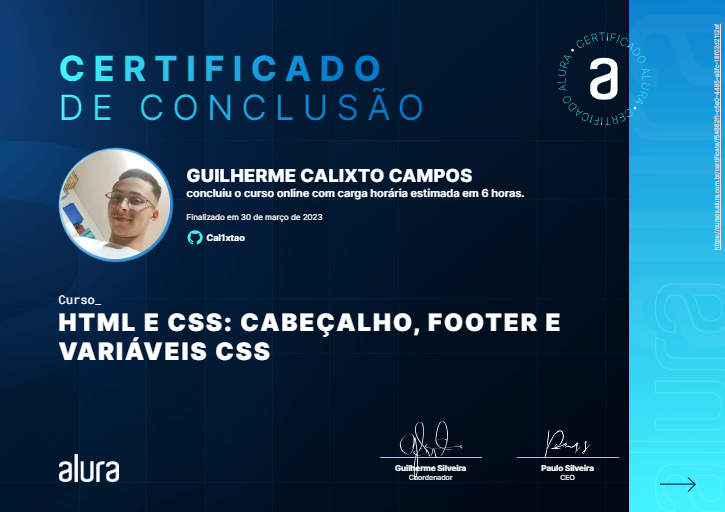 CERTIFICADO
DE CONCLUSÃO
• CERTIFICADO ALURA • CERTIFICADO ALURA
a
GUILHERME CALIXTO CAMPOS
concluiu o curso online com carga horária estimada em 6 horas.
Finalizado em 30 de março de 2023
Cal1xtao
Curso_
HTML E CSS: CABEÇALHO, FOOTER E
VARIÁVEIS CSS
Guilherme Silveira
Coordenador
Paulo Silveira
CEO
alura
alura